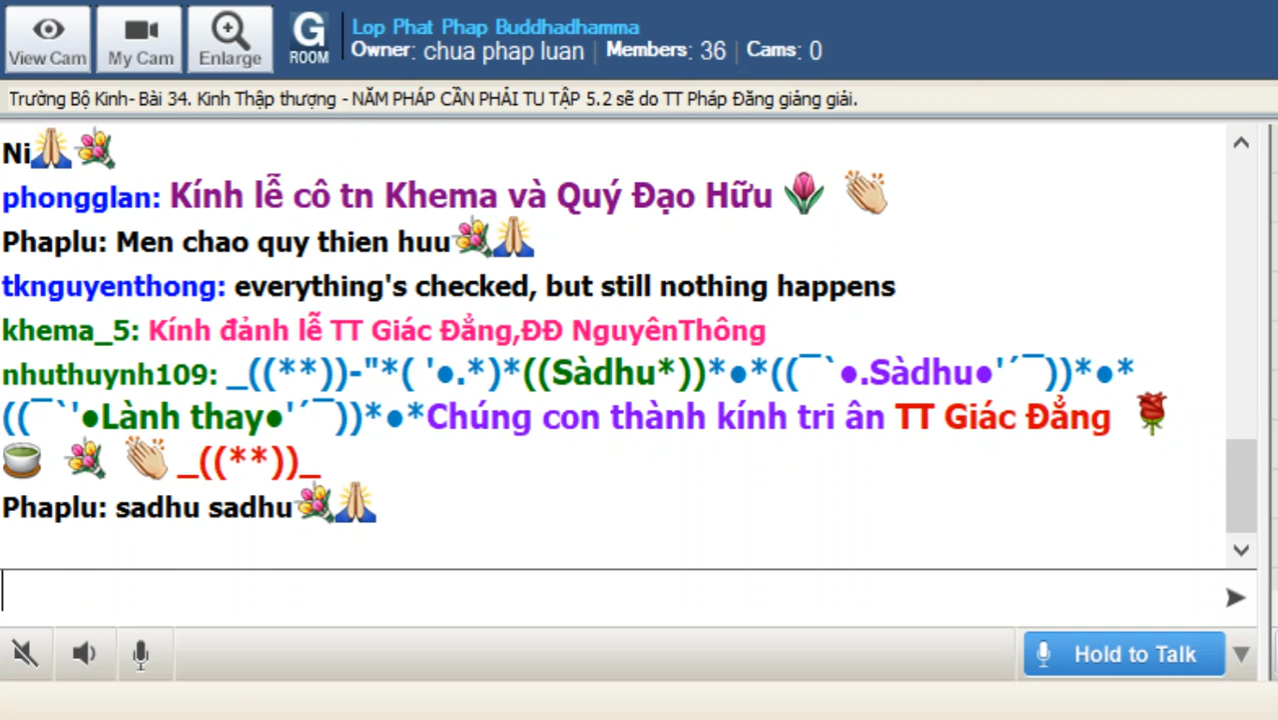 View Cam
My Cam
Enlarge
G
ROOM
Lop Phat Phap Buddhadhamma
Owner: chua phap luan | Members: 36 | Cams: 0
Trường Bộ Kinh- Bài 34. Kinh Thập thượng - NĂM PHÁP CẦN PHẢI TU TẬP 5.2 sẽ do TT Pháp Đăng giảng giải.
Ni🙏💐
phongglan: Kính lễ cô tn Khema và Quý Đạo Hữu 🌷 👏
Phaplu: Men chao quy thien huu💐🙏
tknguyenthong: everything's checked, but still nothing happens
khema_5: Kính đảnh lễ TT Giác Đẳng,ĐĐ NguyênThông
nhuthuynh109: _((**))-"*( '●.*)*((Sàdhu*))*●*((¯`●.Sàdhu●'´¯))*●*
((¯`'●Lành thay●'´¯))*●*Chúng con thành kính tri ân TT Giác Đẳng 🌹
🍵 💐 👏 _((**))_
Phaplu: sadhu sadhu💐🙏
Hold to Talk